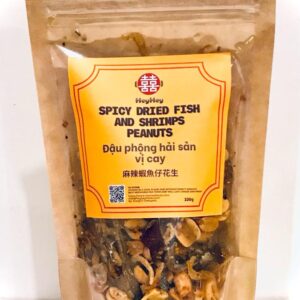 囍
HeyHey
SPICY DRIED FISH
AND SHRIMPS
PEANUTS
Đậu phộng hải sản
vị cay
麻辣蝦魚仔花生
100g